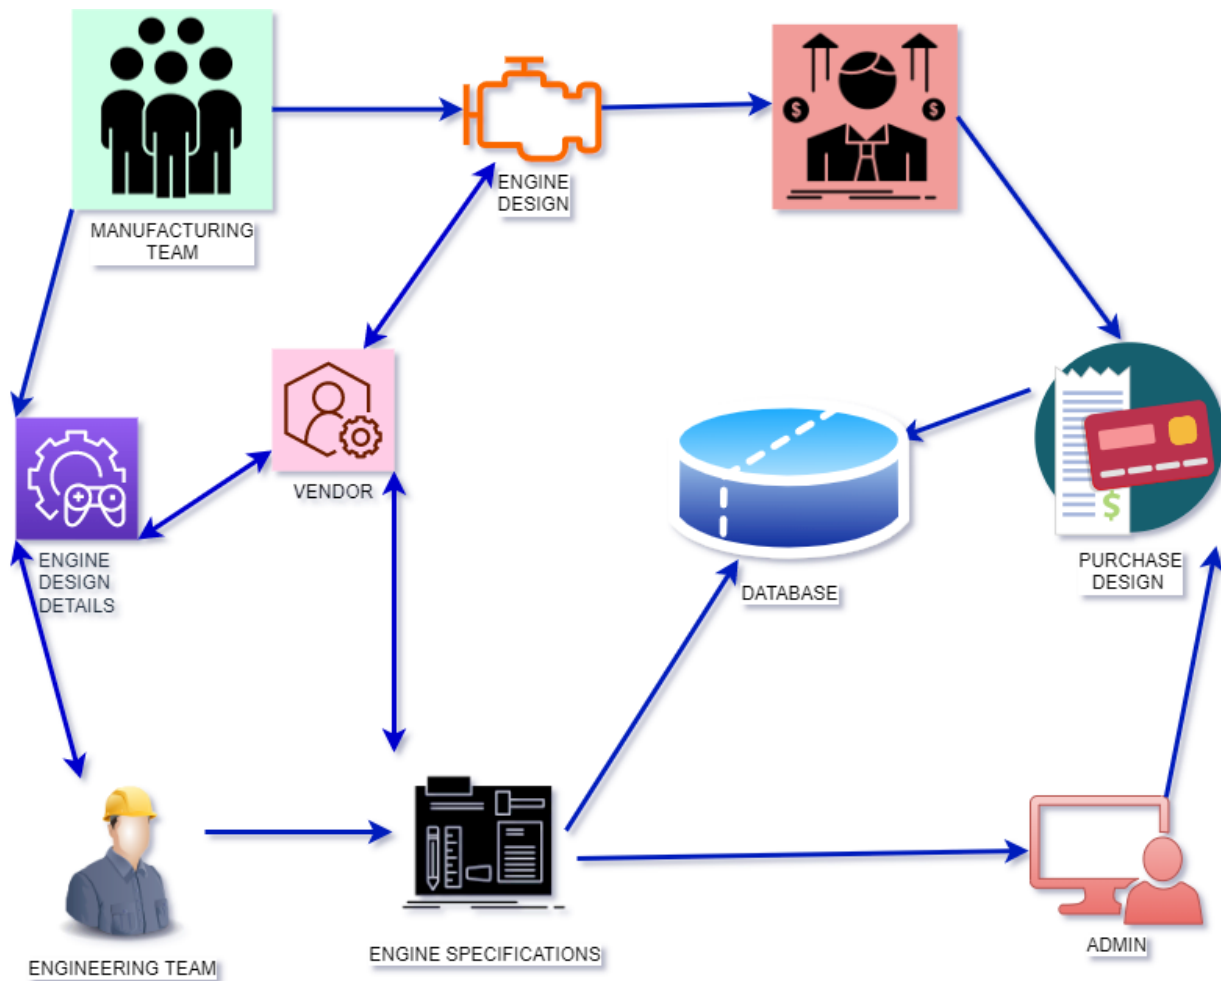 MANUFACTURING
TEAM
ENGINE
DESIGN
$
$
VENDOR
ENGINE
DESIGN
DETAILS
DATABASE
$
PURCHASE
DESIGN
ENGINEERING TEAM
ENGINE SPECIFICATIONS
ADMIN